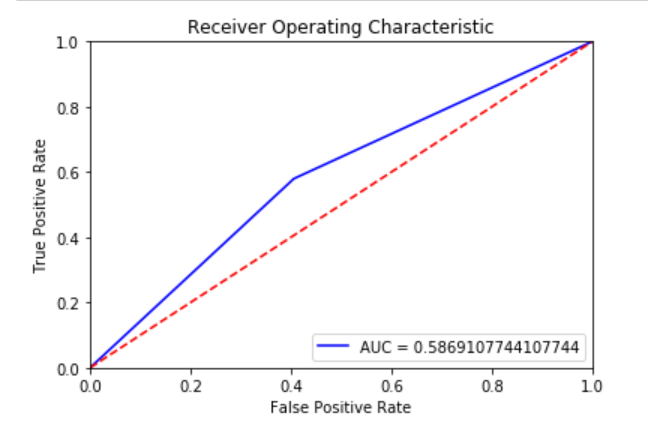 Receiver Operating Characteristic
1.0
0.8
0.6
0.4
0.2
0.0
True Positive Rate
AUC = 0.5869107744107744
0.0 0.2 0.4 0.6 0.8 1.0
False Positive Rate